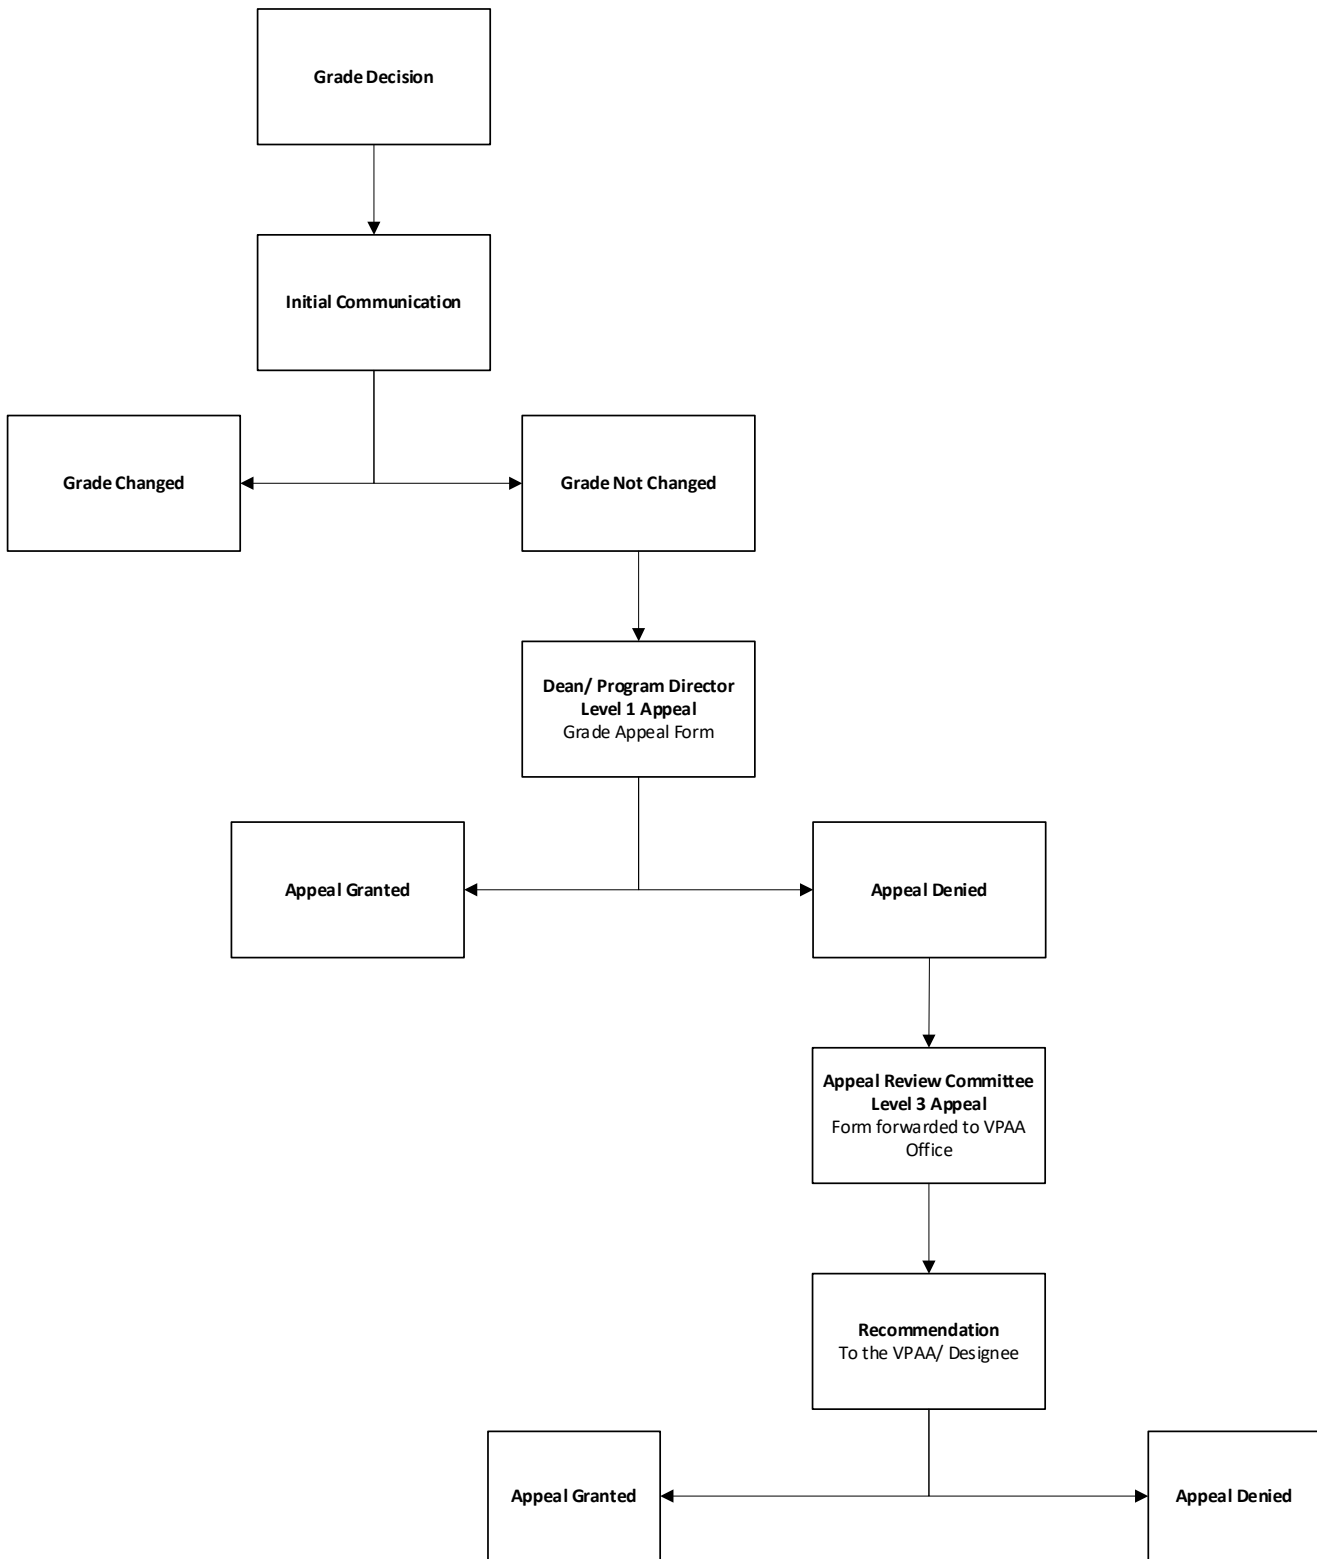 Grade Decision
Initial Communication
Grade Changed
Grade Not Changed
Dean/ Program Director
Level 1 Appeal
Grade Appeal Form
Appeal Granted
Appeal Denied
Appeal Review Committee
Level 3 Appeal
Form forwarded to VPAA
Office
Recommendation
To the VPAA/ Designee
Appeal Granted
Appeal Denied